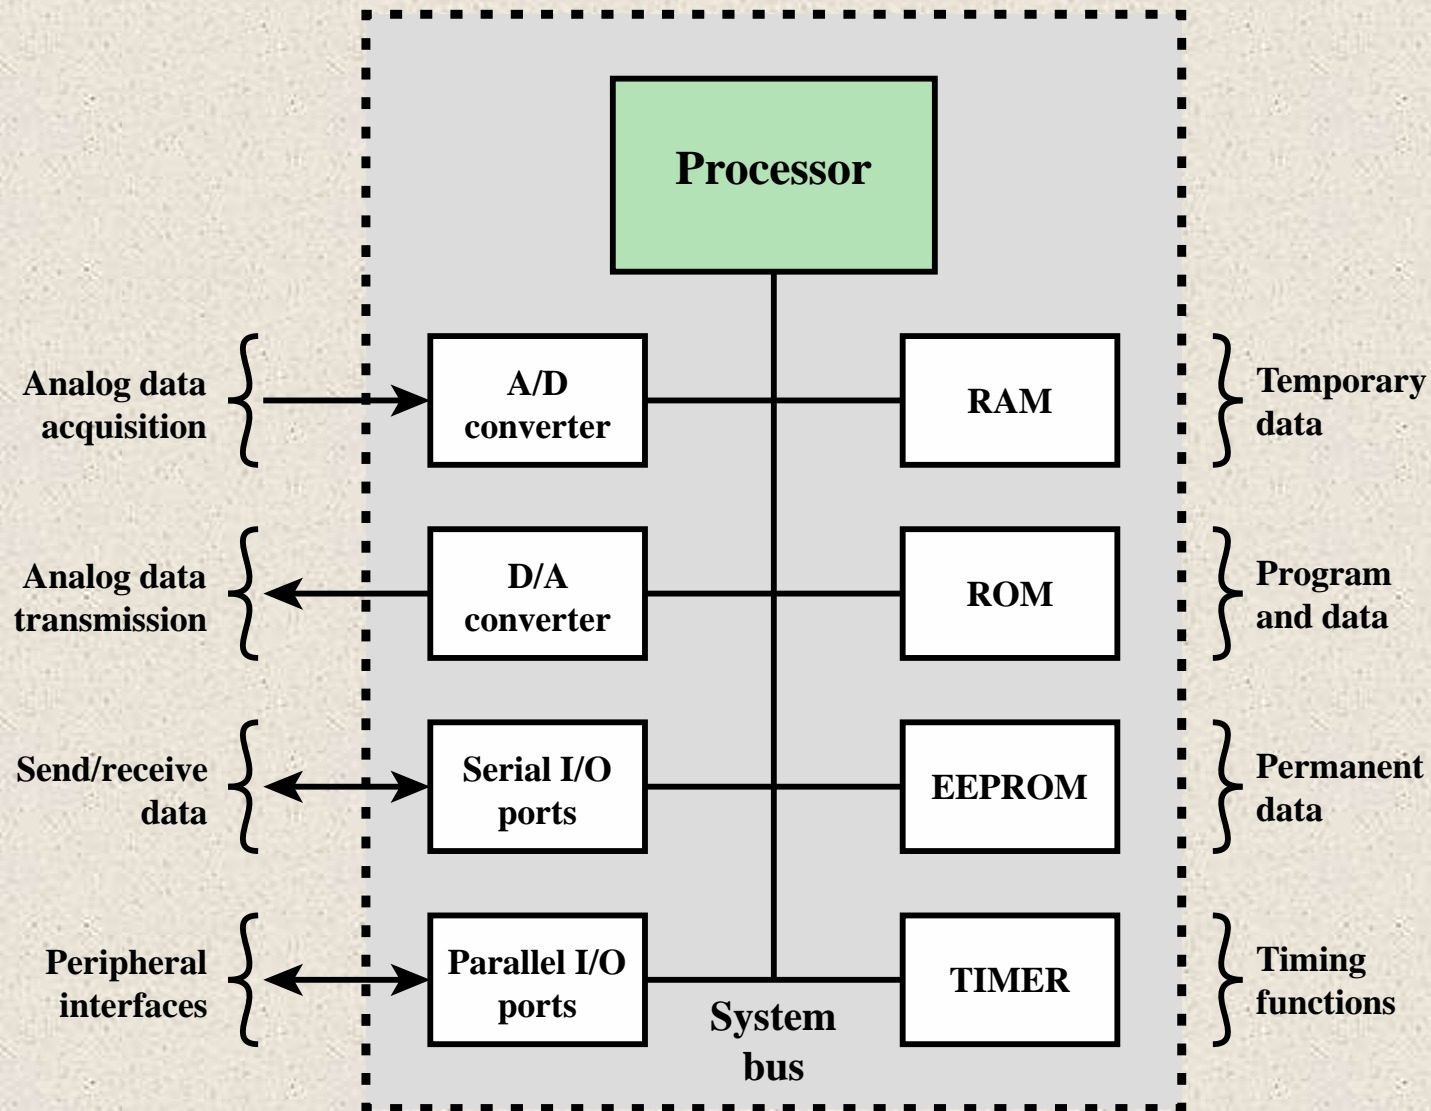 Processor
Analog data
acquisition
A/D
converter
RAM
Temporary
data
Analog data
transmission
D/A
converter
ROM
Program
and data
Send/receive
data
Serial I/O
ports
EEPROM
Permanent
data
Peripheral
interfaces
Parallel I/O
ports
TIMER
Timing
functions
System
bus